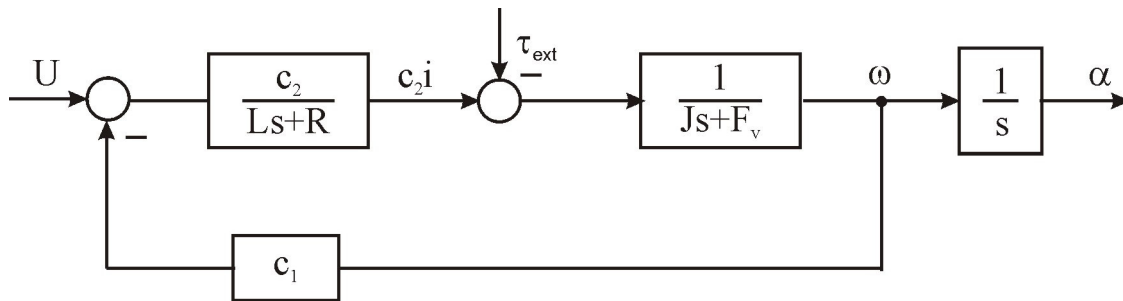 U
c₂
Ls+R
c₂i
τext
1
Js+Fᵥ
ω
1
s
α
c₁